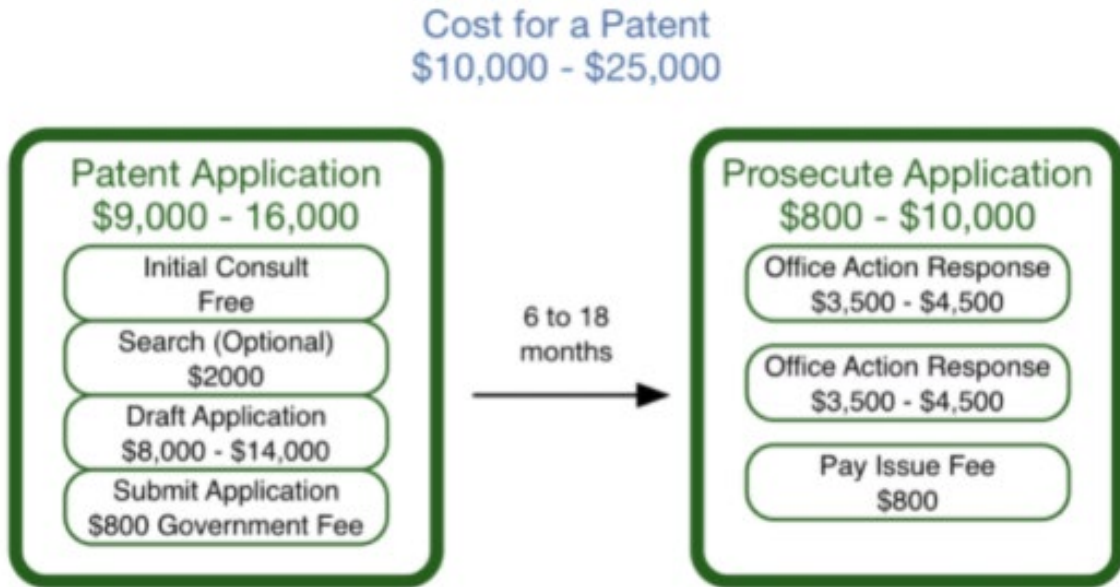 Cost for a Patent
$10,000 - $25,000
Patent Application
$9,000 - 16,000
Initial Consult
Free
Search (Optional)
$2000
Draft Application
$8,000 - $14,000
Submit Application
$800 Government Fee
6 to 18
months
Prosecute Application
$800 - $10,000
Office Action Response
$3,500 - $4,500
Office Action Response
$3,500 - $4,500
Pay Issue Fee
$800